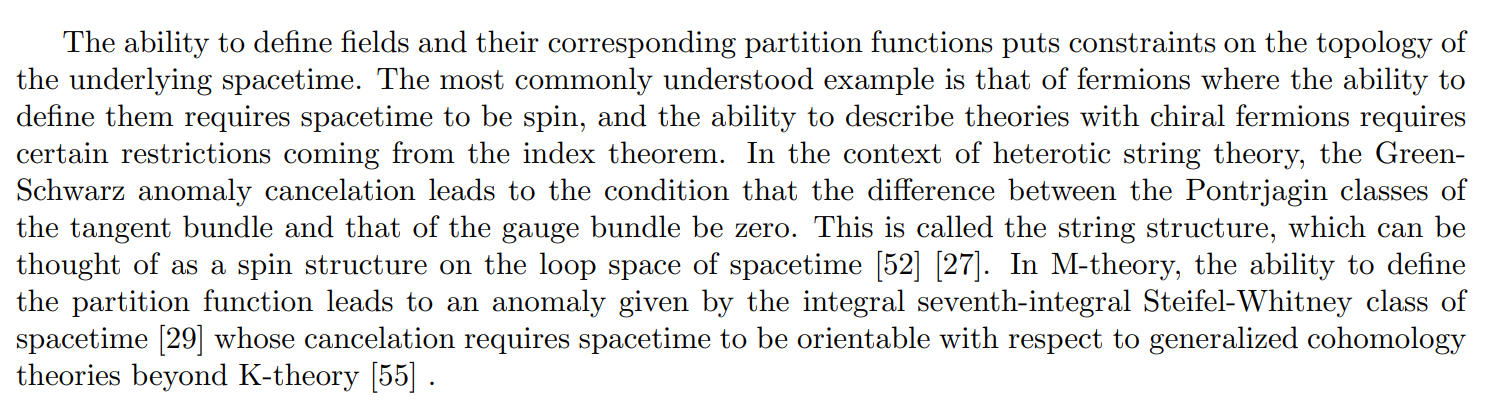 The ability to define fields and their corresponding partition functions puts constraints on the topology of
the underlying spacetime. The most commonly understood example is that of fermions where the ability to
define them requires spacetime to be spin, and the ability to describe theories with chiral fermions requires
certain restrictions coming from the index theorem. In the context of heterotic string theory, the Green-
Schwarz anomaly cancelation leads to the condition that the difference between the Pontrjagin classes of
the tangent bundle and that of the gauge bundle be zero. This is called the string structure, which can be
thought of as a spin structure on the loop space of spacetime [52] [27]. In M-theory, the ability to define
the partition function leads to an anomaly given by the integral seventh-integral Steifel-Whitney class of
spacetime [29] whose cancelation requires spacetime to be orientable with respect to generalized cohomology
theories beyond K-theory [55] .